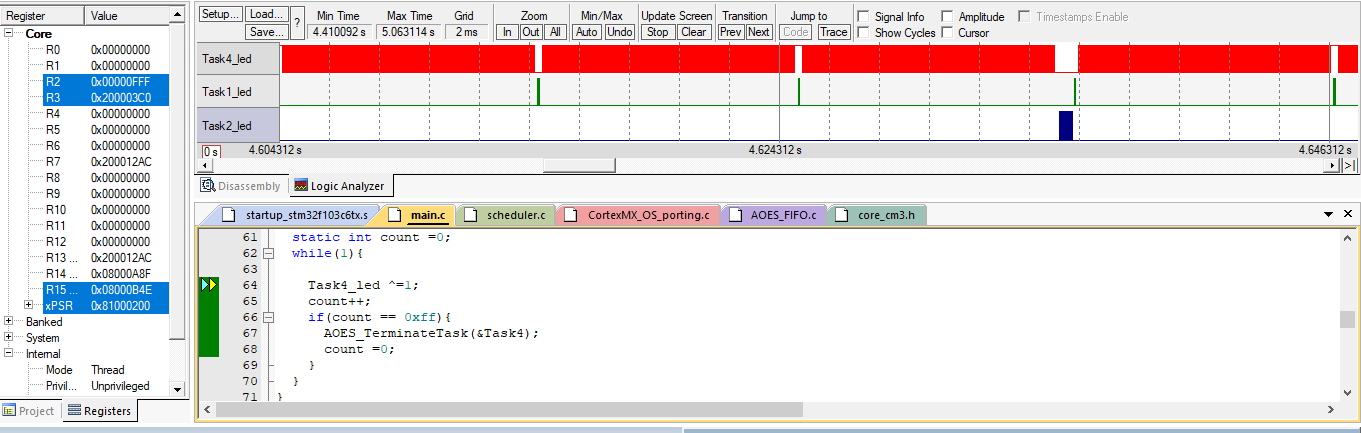 Register Value
Core
R0 0x00000000
R1 0x00000000
R2 0x00000FFF
R3 0x200003C0
R4 0x00000000
R5 0x00000000
R6 0x00000000
R7 0x200012AC
R8 0x00000000
R9 0x00000000
R10 0x00000000
R11 0x00000000
R12 0x00000000
R13 ... 0x200012AC
R14 ... 0x08000A8F
R15 ... 0x08000B4E
xPSR 0x81000200
Banked
System
Internal
Mode Thread
Privil... Unprivileged
Project Registers
Setup... Load... ? Min Time Max Time Grid Zoom Min/Max Update Screen Transition Jump to Signal Info Amplitude Timestamps Enable
Save... 4.410092 s 5.063114 s 2 ms In Out All Auto Undo Stop Clear Prev Next Code Trace Show Cycles Cursor
Task4_led
Task1_led
Task2_led
0 s 4.604312 s 4.624312 s 4.646312 s
Disassembly Logic Analyzer
startup_stm32f103c6tx.s main.c scheduler.c CortexMX_OS_porting.c AOES_FIFO.c core_cm3.h
61 static int count =0;
62 while(1){
63
64 Task4_led ^=1;
65 count++;
66 if(count == 0xff){
67 AOES_TerminateTask(&Task4);
68 count =0;
69 }
70 }
71 }